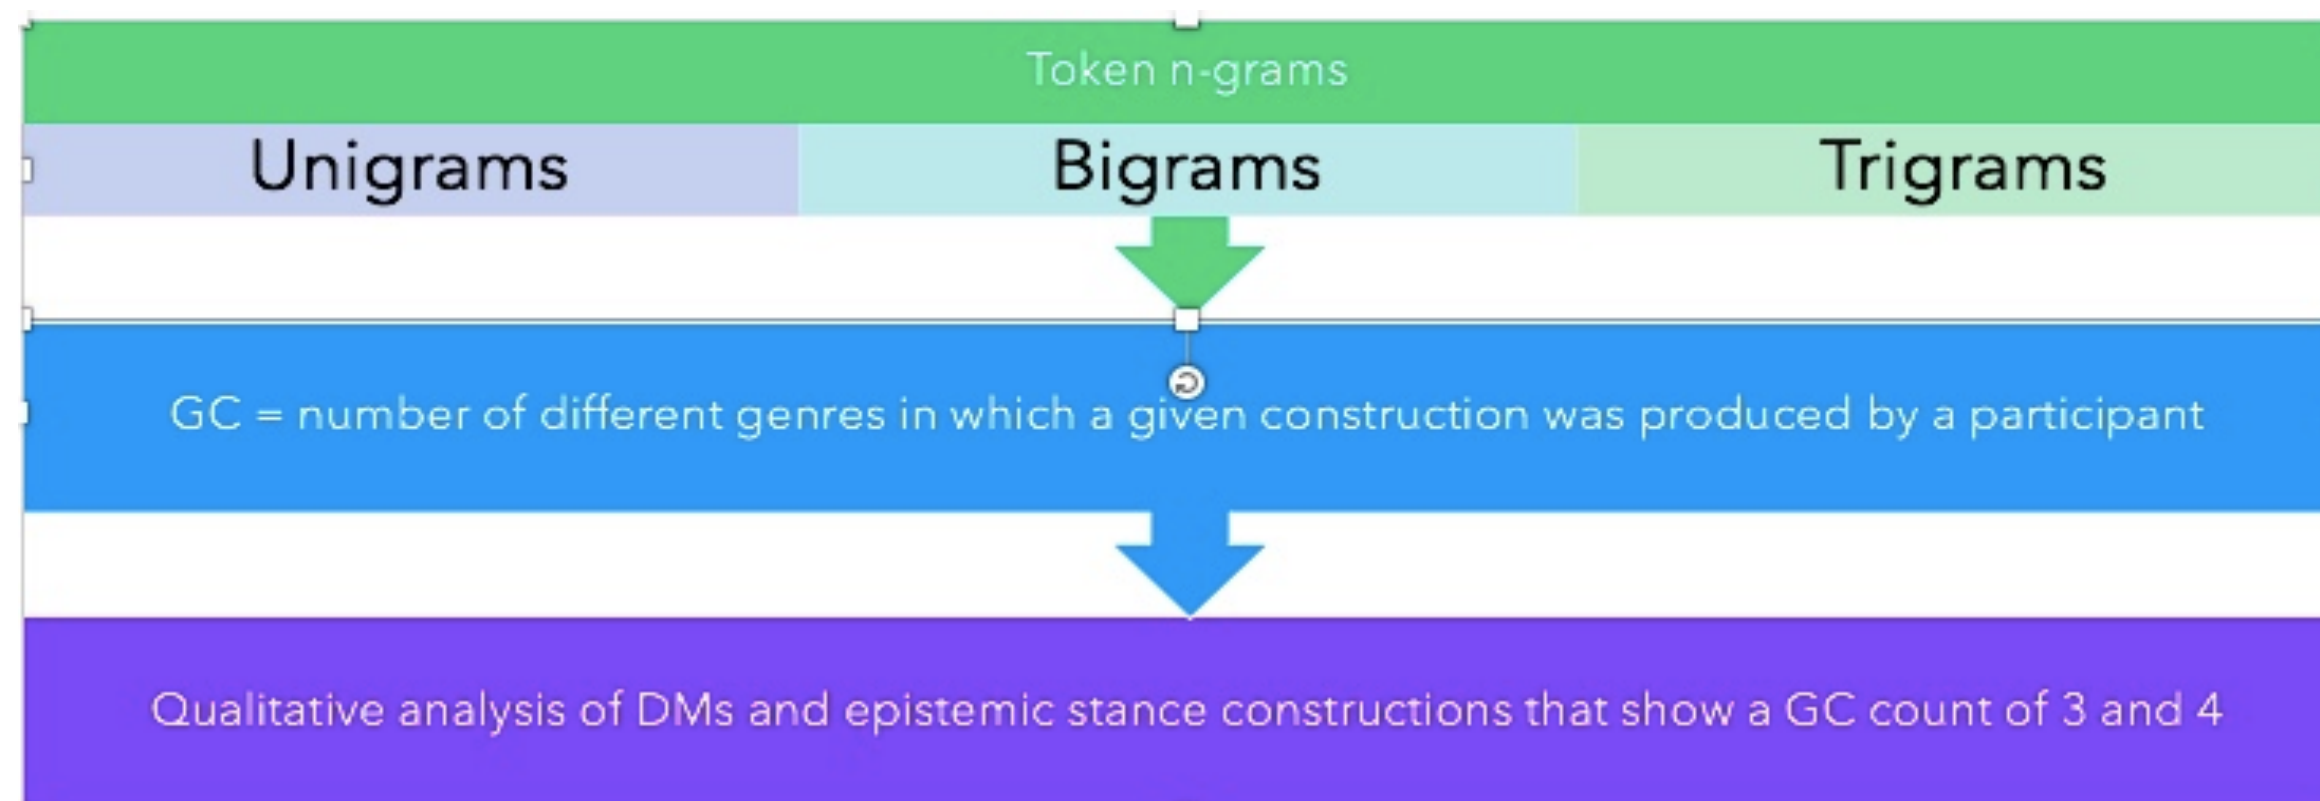 Token n-grams
Unigrams
Bigrams
Trigrams
GC = number of different genres in which a given construction was produced by a participant
Qualitative analysis of DMs and epistemic stance constructions that show a GC count of 3 and 4